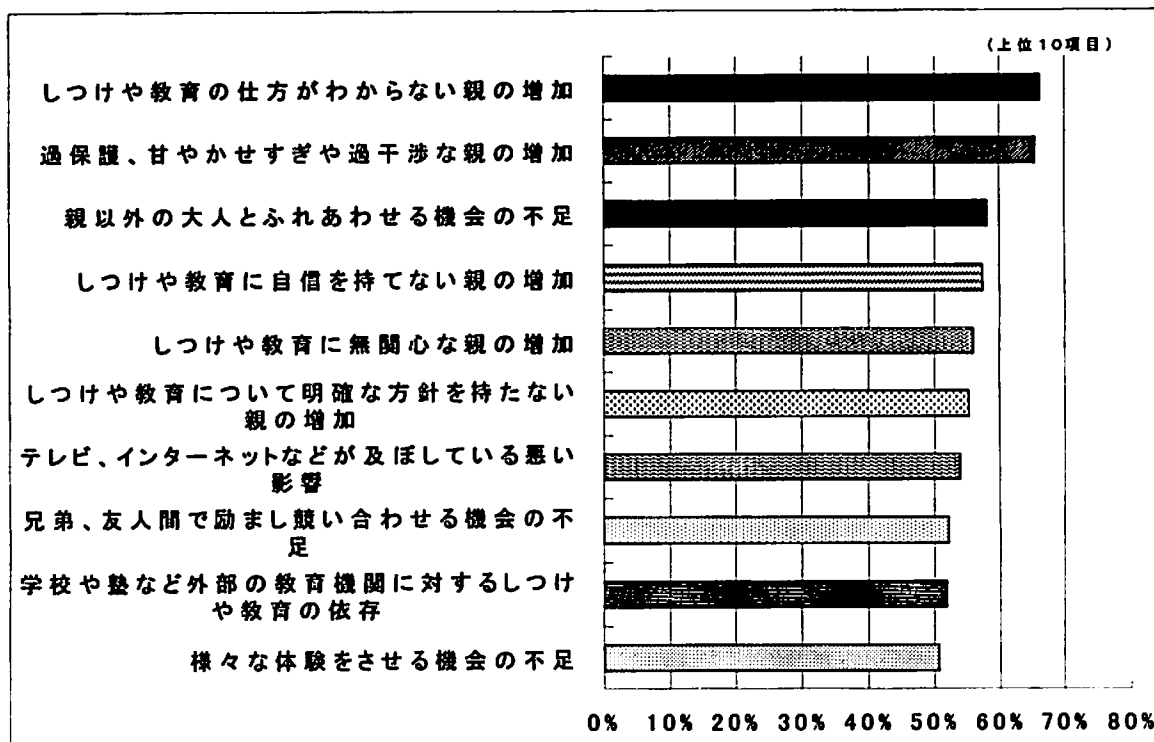 (上位10項目)
しつけや教育の仕方がわからない親の増加
過保護、甘やかせすぎや過干渉な親の増加
親以外の大人とふれあわせる機会の不足
しつけや教育に自信を持てない親の増加
しつけや教育に無関心な親の増加
しつけや教育について明確な方針を持たない
親の増加
テレビ、インターネットなどが及ぼしている悪い
影響
兄弟、友人間で励まし競い合わせる機会の不
足
学校や塾など外部の教育機関に対するしつけ
や教育の依存
様々な体験をさせる機会の不足
0% 10% 20% 30% 40% 50% 60% 70% 80%